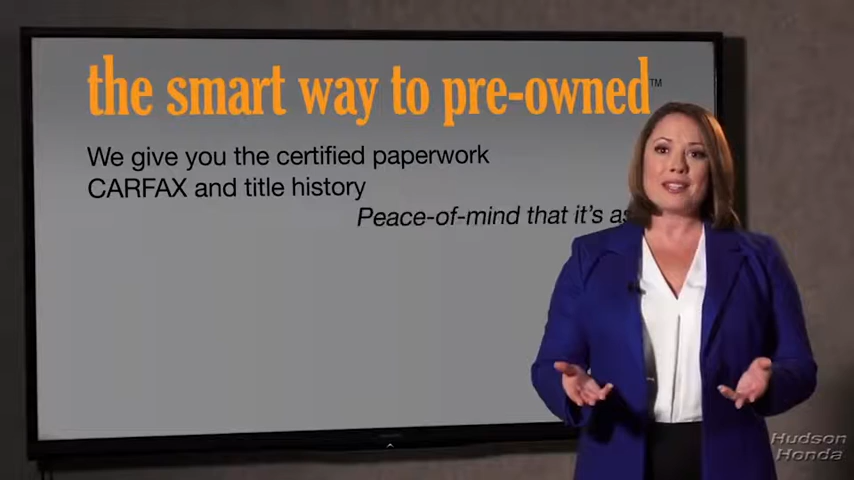 the smart way to pre-owned™
We give you the certified paperwork
CARFAX and title history
Peace-of-mind that it's as
Hudson
Honda